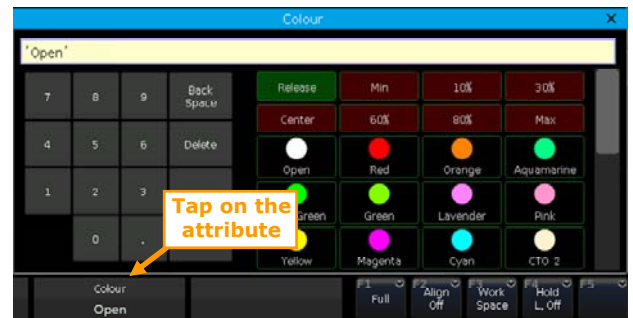 Colour X
'Open'
7 8 9 Back Space
Release Min 10% 30%
Center 60% 80% Max
4 5 6 Delete
Open Red Orange Aquamarine
1 2 3
Tap on the attribute
Green Green Lavender Pink
0 .
Yellow Magenta Cyan CTO 2
Colour
Open
F1 Full
F2 Align Off
F3 Work Space
F4 Hold L. Off
F5